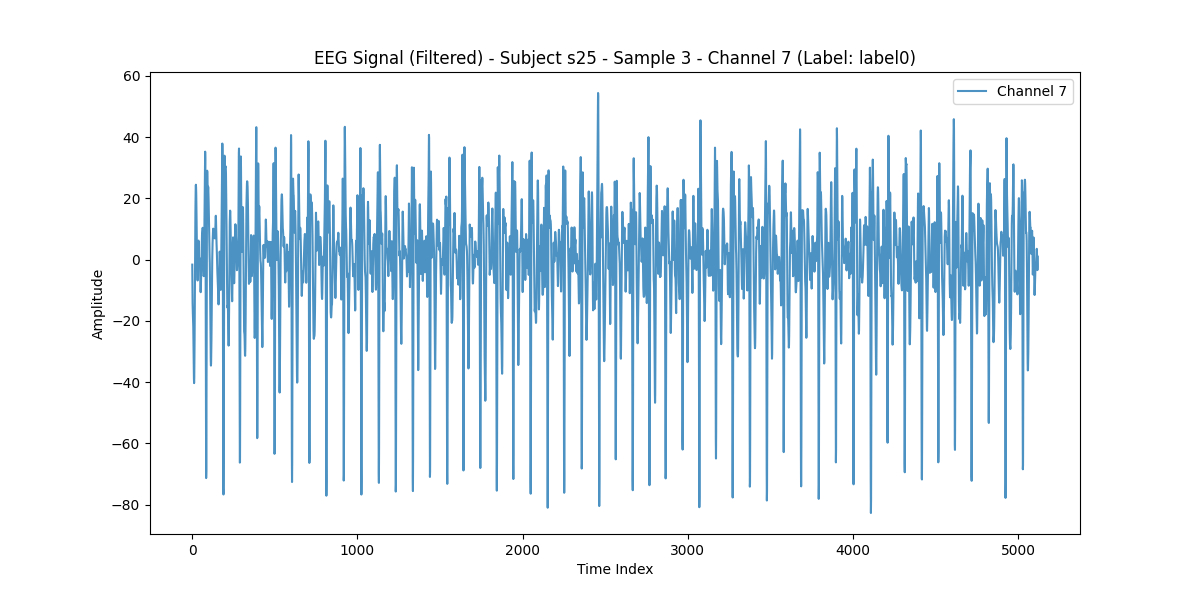 EEG Signal (Filtered) - Subject s25 - Sample 3 - Channel 7 (Label: label0)
Channel 7
60
40
20
0
−20
−40
−60
−80
Amplitude
0 1000 2000 3000 4000 5000
Time Index